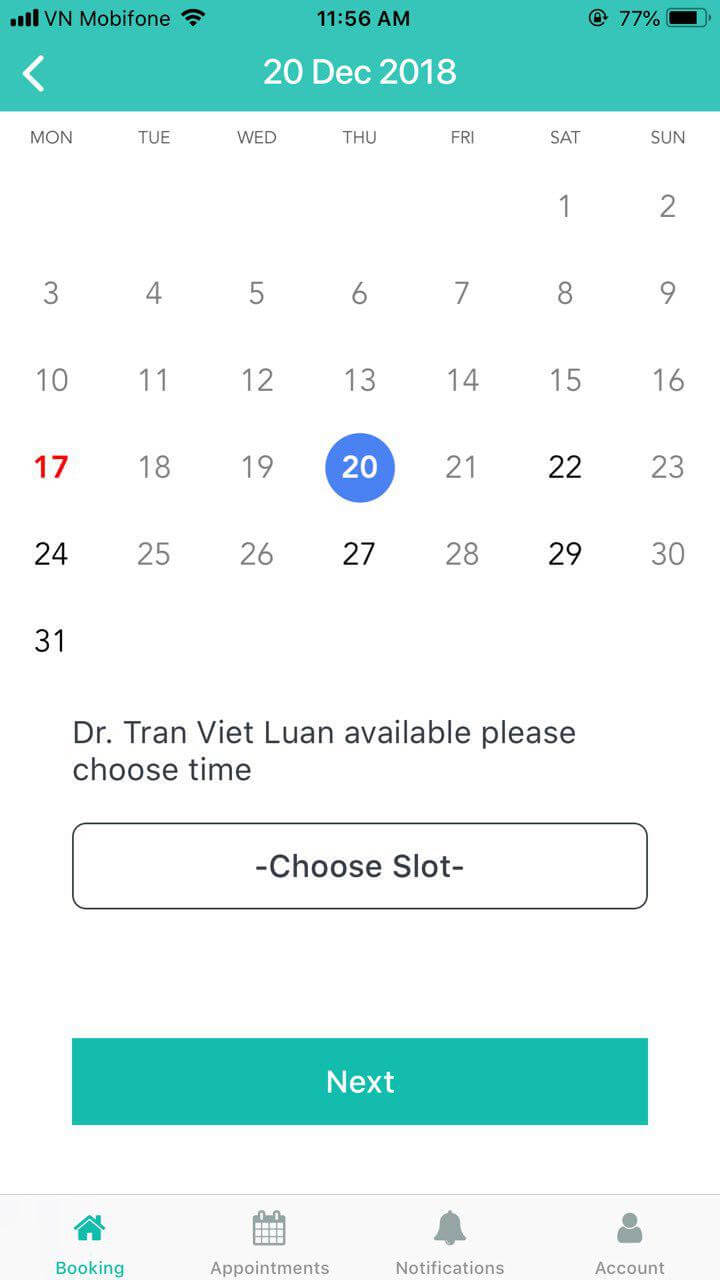 VN Mobifone 11:56 AM 77%
20 Dec 2018
MON TUE WED THU FRI SAT SUN
1 2
3 4 5 6 7 8 9
10 11 12 13 14 15 16
17 18 19 20 21 22 23
24 25 26 27 28 29 30
31
Dr. Tran Viet Luan available please
choose time
-Choose Slot-
Next
Booking Appointments Notifications Account